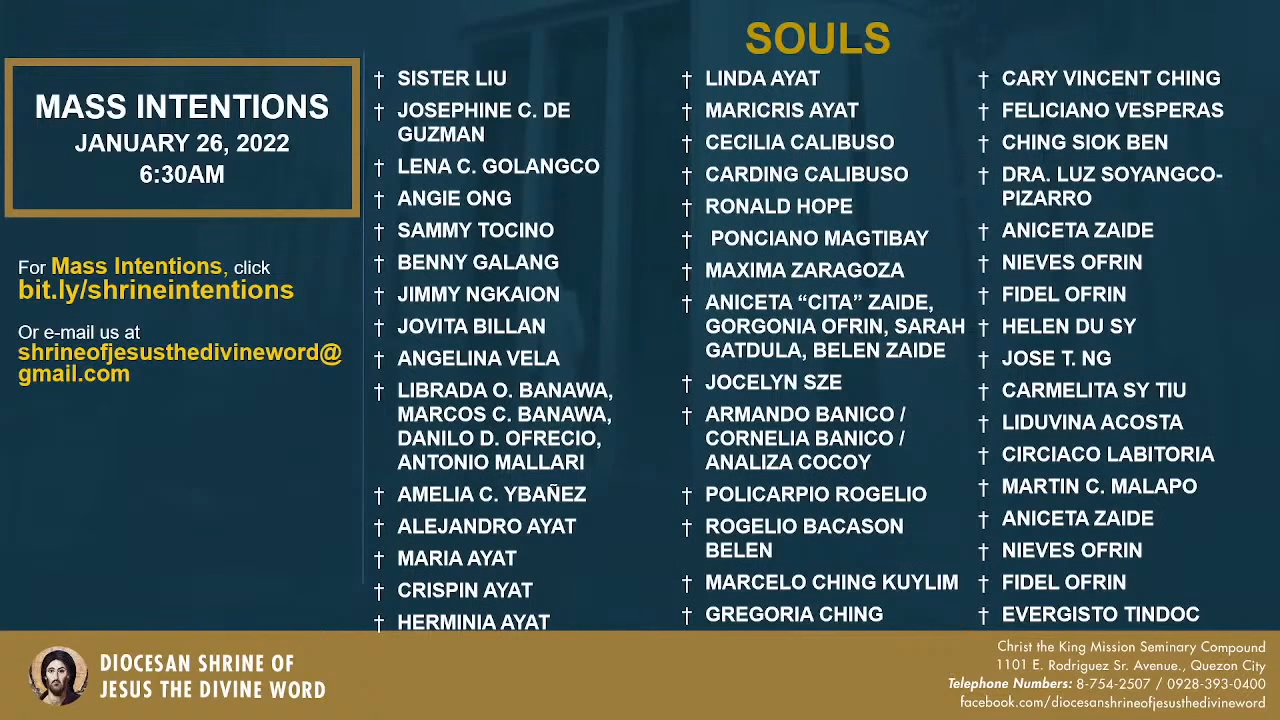 SOULS
MASS INTENTIONS
JANUARY 26, 2022
6:30AM
For Mass Intentions, click
bit.ly/shrineintentions
Or e-mail us at
shrineofjesusthedivineword@
gmail.com
† SISTER LIU
† JOSEPHINE C. DE
GUZMAN
† LENA C. GOLANGCO
† ANGIE ONG
† SAMMY TOCINO
† BENNY GALANG
† JIMMY NGKAION
† JOVITA BILLAN
† ANGELINA VELA
† LIBRADA O. BANAWA,
MARCOS C. BANAWA,
DANILO D. OFRECIO,
ANTONIO MALLARI
† AMELIA C. YBAÑEZ
† ALEJANDRO AYAT
† MARIA AYAT
† CRISPIN AYAT
† HERMINIA AYAT
† LINDA AYAT
† MARICRIS AYAT
† CECILIA CALIBUSO
† CARDING CALIBUSO
† RONALD HOPE
† PONCIANO MAGTIBAY
† MAXIMA ZARAGOZA
† ANICETA “CITA” ZAIDE,
GORGONIA OFRIN, SARAH
GATDULA, BELEN ZAIDE
† JOCELYN SZE
† ARMANDO BANICO /
CORNELIA BANICO /
ANALIZA COCOY
† POLICARPIO ROGELIO
† ROGELIO BACASON
BELEN
† MARCELO CHING KUYLIM
† GREGORIA CHING
† CARY VINCENT CHING
† FELICIANO VESPERAS
† CHING SIOK BEN
† DRA. LUZ SOYANGCO-
PIZARRO
† ANICETA ZAIDE
† NIEVES OFRIN
† FIDEL OFRIN
† HELEN DU SY
† JOSE T. NG
† CARMELITA SY TIU
† LIDUVINA ACOSTA
† CIRCIACO LABITORIA
† MARTIN C. MALAPO
† ANICETA ZAIDE
† NIEVES OFRIN
† FIDEL OFRIN
† EVERGISTO TINDOC
DIOCESAN SHRINE OF
JESUS THE DIVINE WORD
Christ the King Mission Seminary Compound
1101 E. Rodriguez Sr. Avenue., Quezon City
Telephone Numbers: 8-754-2507 / 0928-393-0400
facebook.com/diocesanshrineofjesusthedivineword